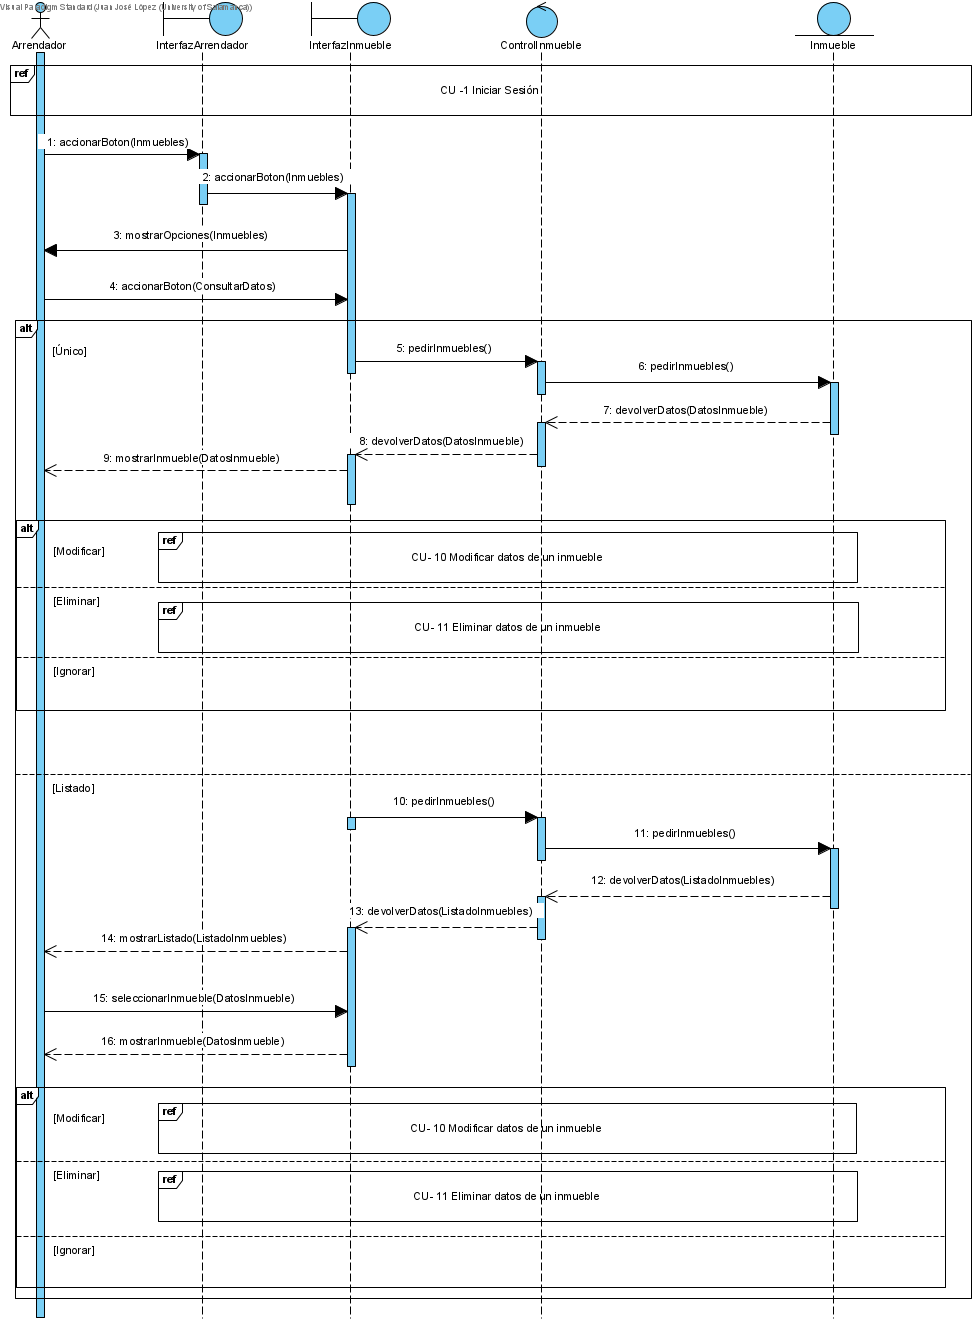 Visual Paradigm Standard(Juan José López (University of Salamanca))
Arrendador
InterfazArrendador
InterfazInmueble
ControlInmueble
Inmueble
ref
CU -1 Iniciar Sesión
1: accionarBoton(Inmuebles)
2: accionarBoton(Inmuebles)
3: mostrarOpciones(Inmuebles)
4: accionarBoton(ConsultarDatos)
alt
[Único]
5: pedirInmuebles()
6: pedirInmuebles()
7: devolverDatos(DatosInmueble)
8: devolverDatos(DatosInmueble)
9: mostrarInmueble(DatosInmueble)
alt
[Modificar]
ref
CU- 10 Modificar datos de un inmueble
[Eliminar]
ref
CU- 11 Eliminar datos de un inmueble
[Ignorar]
[Listado]
10: pedirInmuebles()
11: pedirInmuebles()
12: devolverDatos(ListadoInmuebles)
13: devolverDatos(ListadoInmuebles)
14: mostrarListado(ListadoInmuebles)
15: seleccionarInmueble(DatosInmueble)
16: mostrarInmueble(DatosInmueble)
alt
[Modificar]
ref
CU- 10 Modificar datos de un inmueble
[Eliminar]
ref
CU- 11 Eliminar datos de un inmueble
[Ignorar]